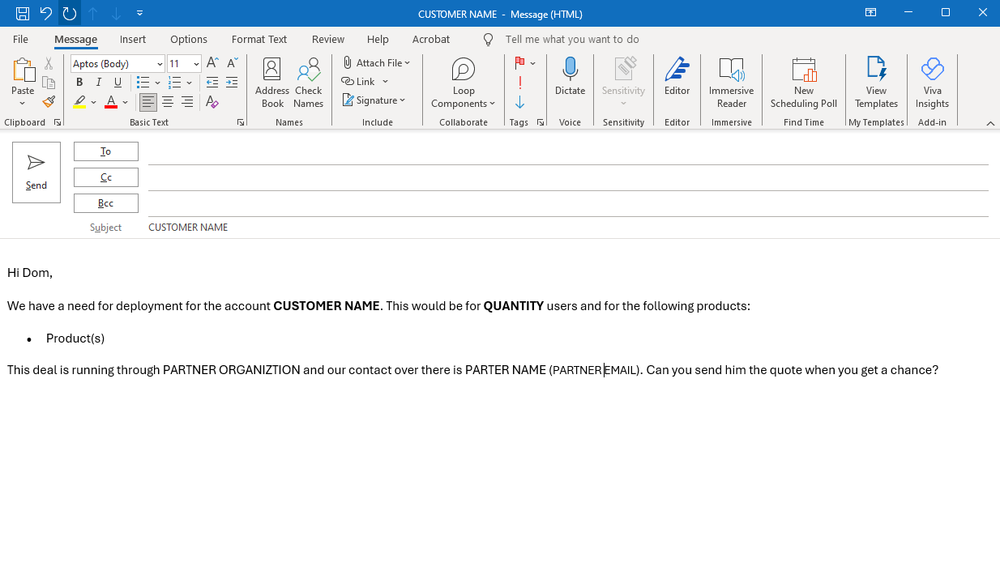 CUSTOMER NAME - Message (HTML)
File Message Insert Options Format Text Review Help Acrobat Tell me what you want to do
Paste
Clipboard
Aptos (Body) 11
B I U
Basic Text
Address Book
Check Names
Names
Attach File
Link
Signature
Include
Loop Components
Collaborate
Tags
Dictate
Voice
Sensitivity
Sensitivity
Editor
Editor
Immersive Reader
Immersive
New Scheduling Poll
Find Time
View Templates
My Templates
Viva Insights
Add-in
Send
To
Cc
Bcc
Subject CUSTOMER NAME
Hi Dom,
We have a need for deployment for the account CUSTOMER NAME. This would be for QUANTITY users and for the following products:
• Product(s)
This deal is running through PARTNER ORGANIZTION and our contact over there is PARTER NAME (PARTNER EMAIL). Can you send him the quote when you get a chance?